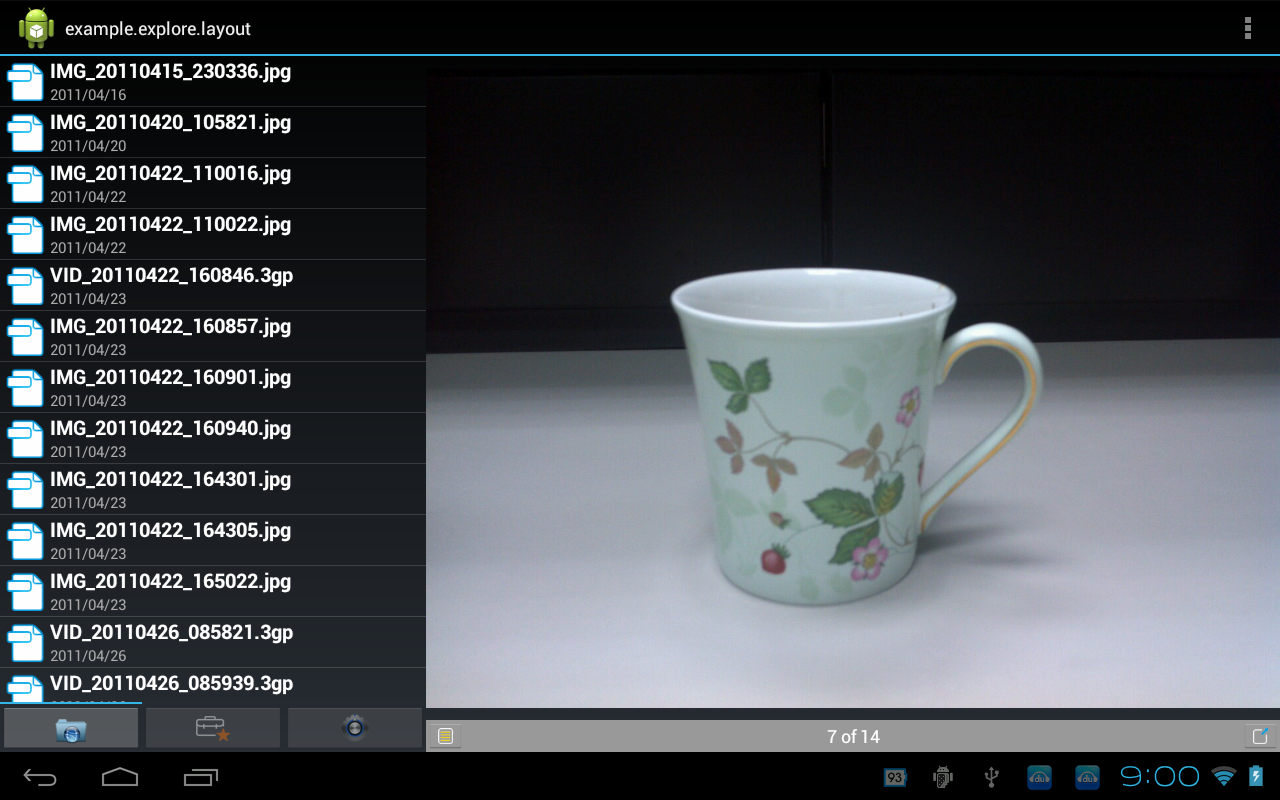 example.explore.layout
IMG_20110415_230336.jpg
2011/04/16
IMG_20110420_105821.jpg
2011/04/20
IMG_20110422_110016.jpg
2011/04/22
IMG_20110422_110022.jpg
2011/04/22
VID_20110422_160846.3gp
2011/04/23
IMG_20110422_160857.jpg
2011/04/23
IMG_20110422_160901.jpg
2011/04/23
IMG_20110422_160940.jpg
2011/04/23
IMG_20110422_164301.jpg
2011/04/23
IMG_20110422_164305.jpg
2011/04/23
IMG_20110422_165022.jpg
2011/04/23
VID_20110426_085821.3gp
2011/04/26
VID_20110426_085939.3gp
7 of 14
93
du
du
9:00